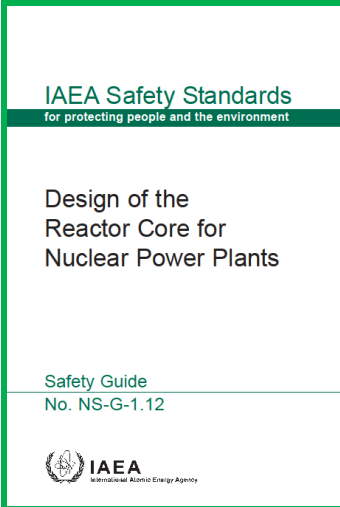 IAEA Safety Standards
for protecting people and the environment
Design of the
Reactor Core for
Nuclear Power Plants
Safety Guide
No. NS-G-1.12
IAEA
International Atomic Energy Agency